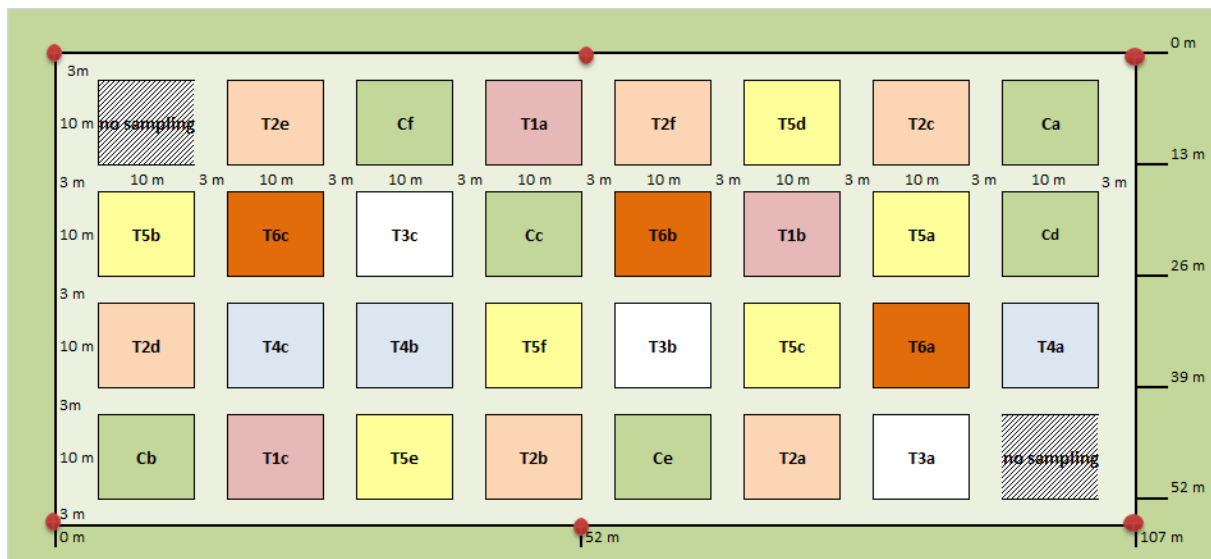 0 m
3m
10 m no sampling T2e Cf T1a T2f T5d T2c Ca
13 m
3 m 10 m 3 m 10 m 3 m 10 m 3 m 10 m 3 m 10 m 3 m 10 m 3 m 10 m 3 m 10 m 3 m
10 m T5b T6c T3c Cc T6b T1b T5a Cd
26 m
3 m
10 m T2d T4c T4b T5f T3b T5c T6a T4a
39 m
3m
10 m Cb T1c T5e T2b Ce T2a T3a no sampling
52 m
3 m
0 m 52 m 107 m